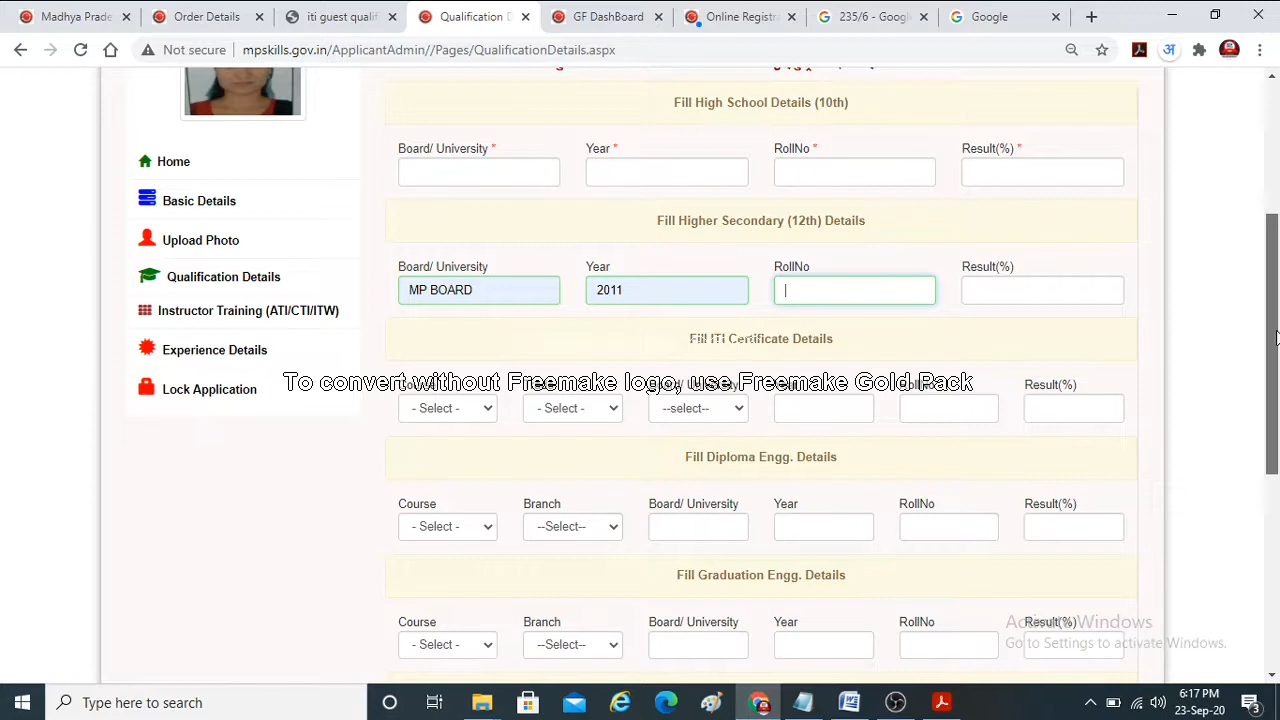 Madhya Prade
Order Details
iti guest qualif
Qualification D
GF DashBoard
Online Registra
235/6 - Google
Google
Not secure
mpskills.gov.in/ApplicantAdmin//Pages/QualificationDetails.aspx
Fill High School Details (10th)
Board/ University *
Year *
RollNo *
Result(%) *
Home
Basic Details
Fill Higher Secondary (12th) Details
Upload Photo
Board/ University
Year
RollNo
Result(%)
Qualification Details
MP BOARD
2011
Instructor Training (ATI/CTI/ITW)
Fill ITI Certificate Details
Experience Details
To convert without Freemake logo, use Freemake Gold Pack
Lock Application
RollNo
Result(%)
- Select -
- Select -
--select--
Fill Diploma Engg. Details
Course
Branch
Board/ University
Year
RollNo
Result(%)
- Select -
--Select--
Fill Graduation Engg. Details
Course
Branch
Board/ University
Year
RollNo
Result(%)
- Select -
--Select--
Activate Windows
Go to Settings to activate Windows.
Type here to search
6:17 PM
23-Sep-20
3